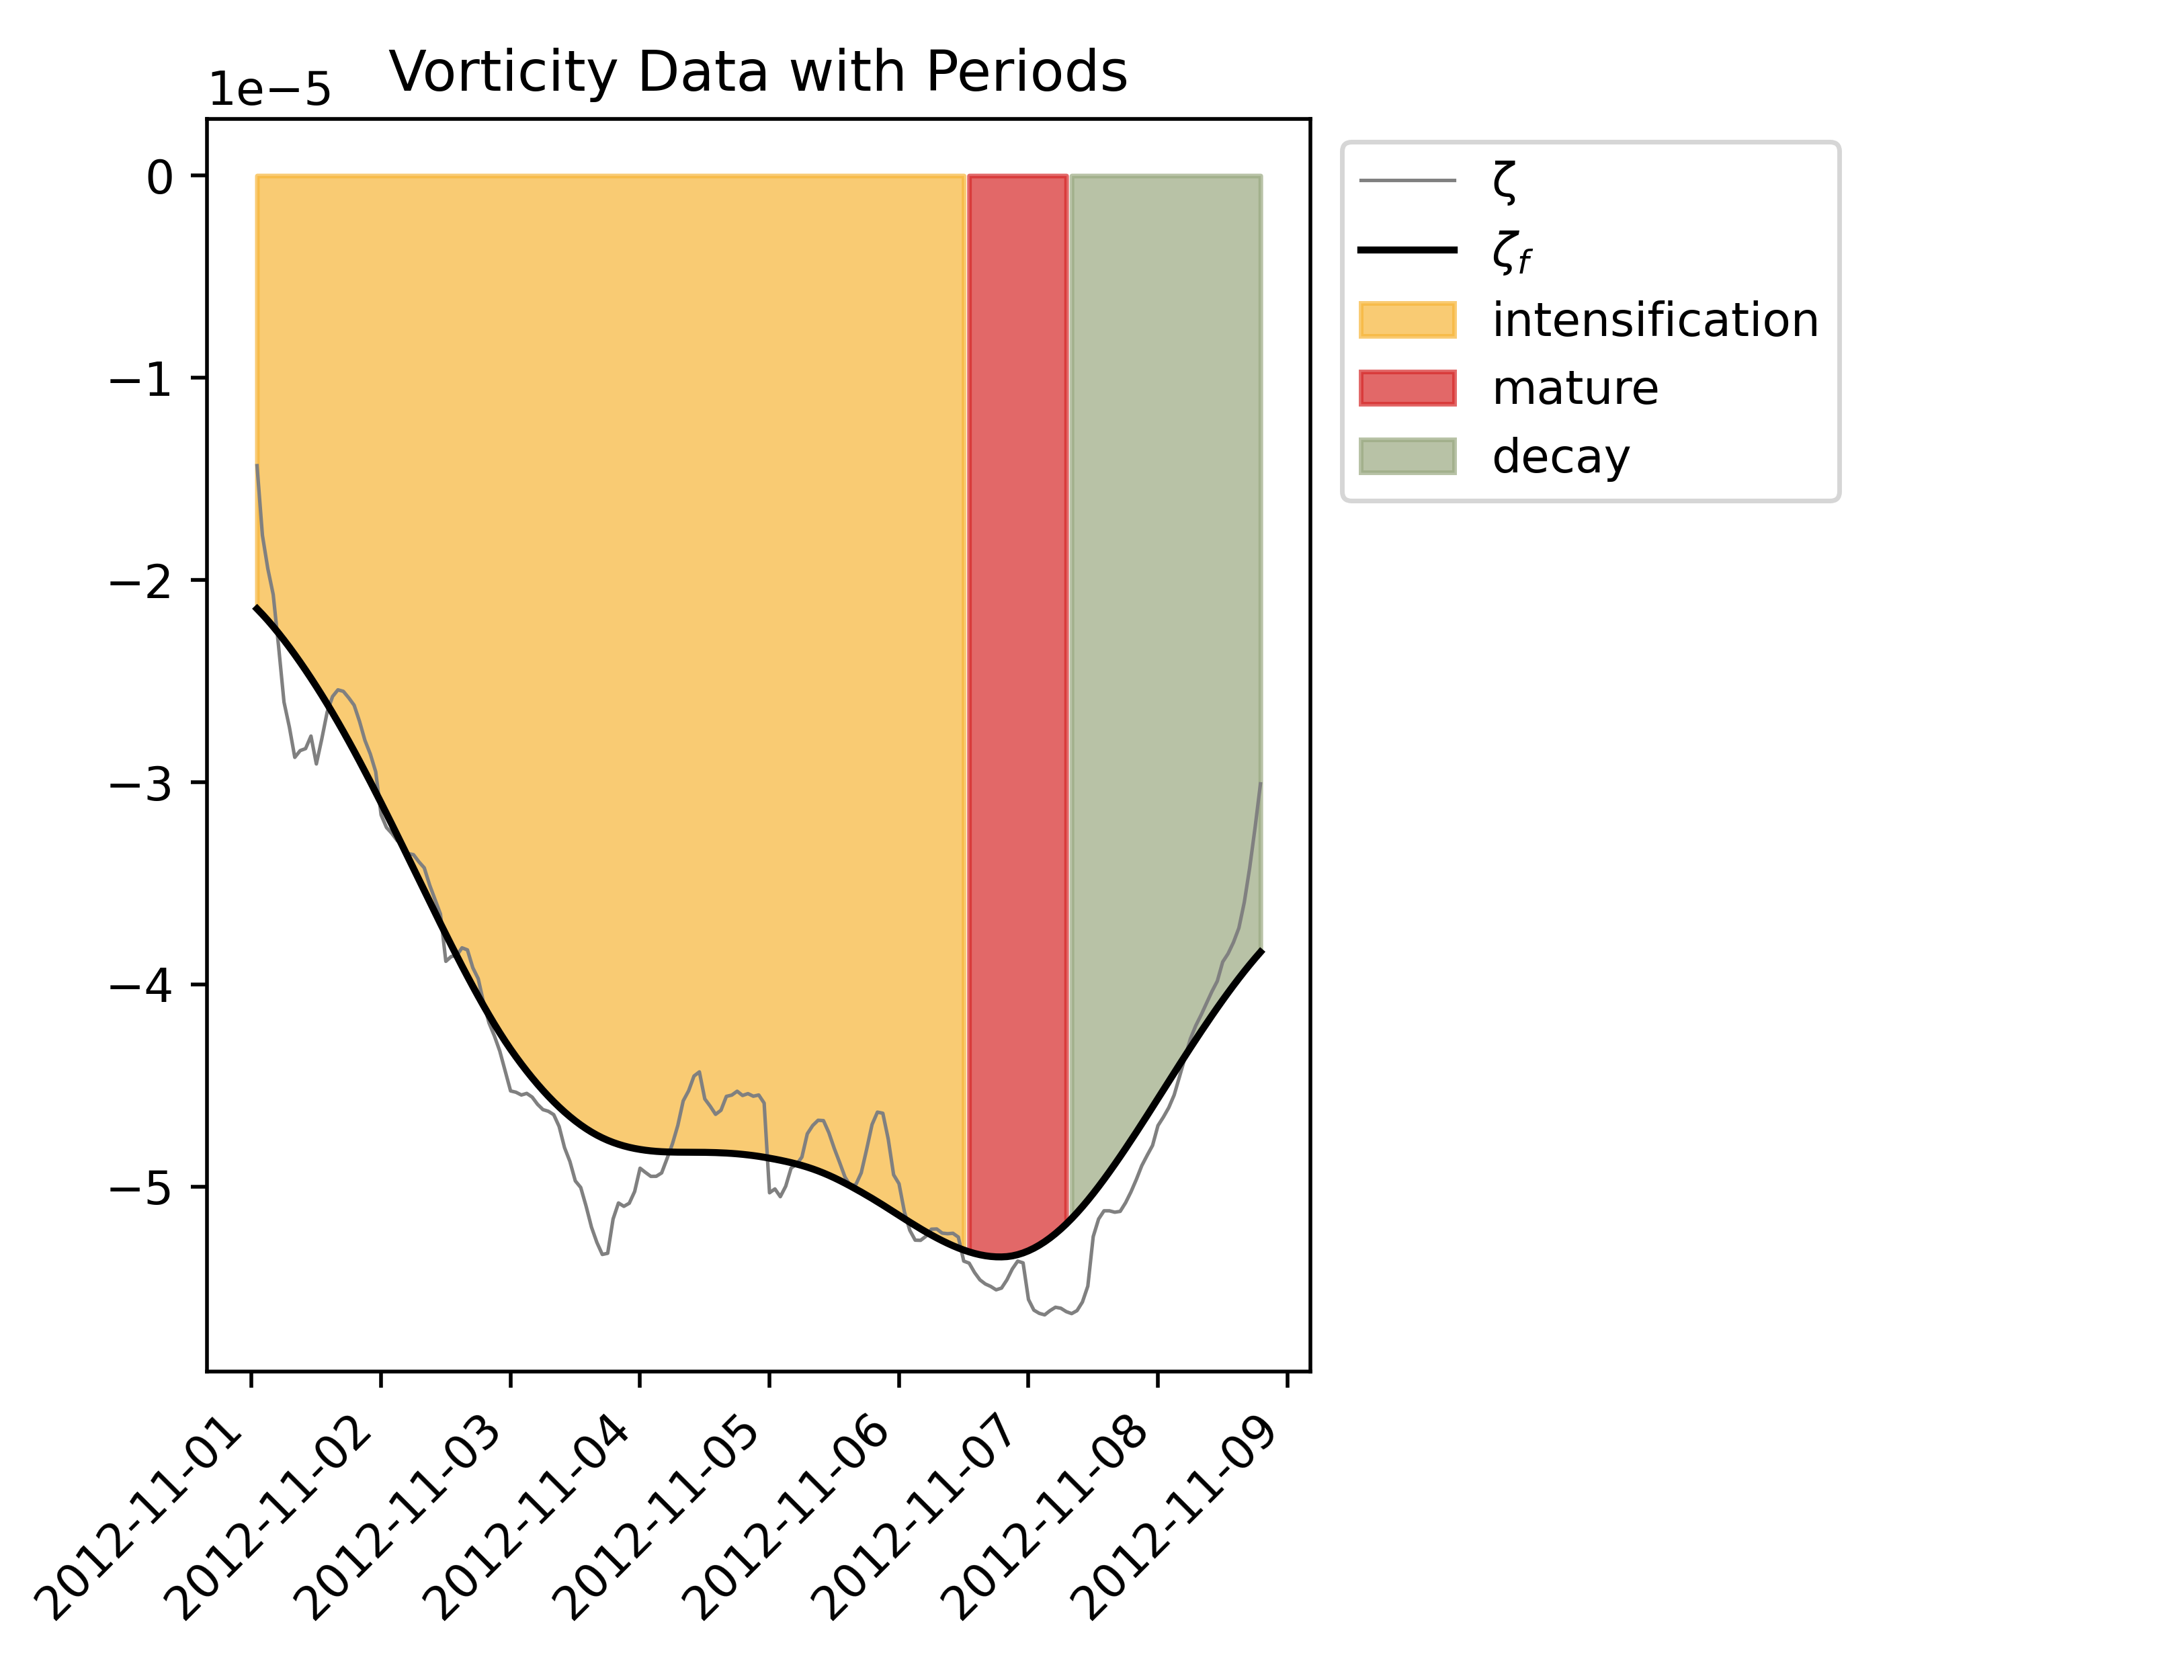 Vorticity Data with Periods
1e−5
0
−1
−2
−3
−4
−5
2012-11-01
2012-11-02
2012-11-03
2012-11-04
2012-11-05
2012-11-06
2012-11-07
2012-11-08
2012-11-09
ζ
ζf
intensification
mature
decay